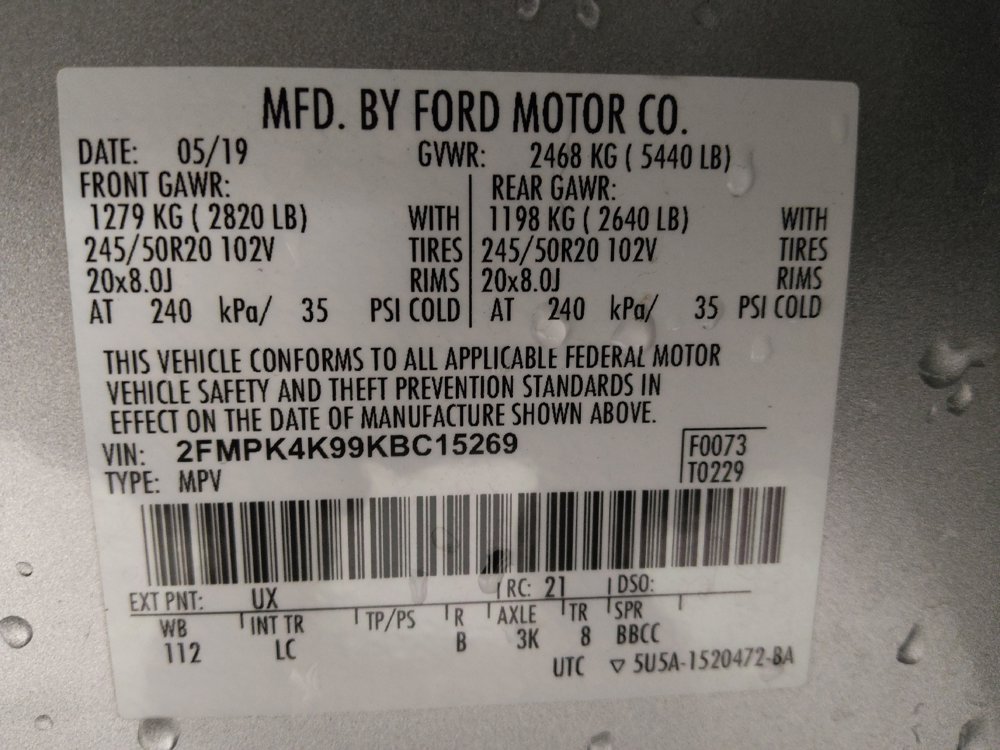 MFD. BY FORD MOTOR CO.
DATE: 05/19 GVWR: 2468 KG ( 5440 LB)
FRONT GAWR: REAR GAWR:
1279 KG ( 2820 LB) WITH 1198 KG ( 2640 LB) WITH
245/50R20 102V TIRES 245/50R20 102V TIRES
20x8.0J RIMS 20x8.0J RIMS
AT 240 kPa/ 35 PSI COLD AT 240 kPa/ 35 PSI COLD
THIS VEHICLE CONFORMS TO ALL APPLICABLE FEDERAL MOTOR
VEHICLE SAFETY AND THEFT PREVENTION STANDARDS IN
EFFECT ON THE DATE OF MANUFACTURE SHOWN ABOVE.
VIN: 2FMPK4K99KBC15269 F0073
TYPE: MPV T0229
EXT PNT: UX RC: 21 DSO:
WB INT TR TP/PS R AXLE TR SPR
112 LC B 3K 8 BBCC
UTC ▽ 5U5A-1520472-BA